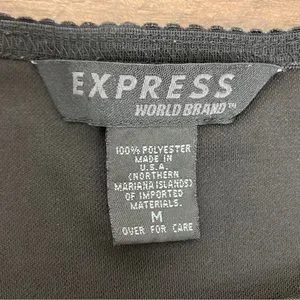 EXPRESS
WORLD BRAND™
100% POLYESTER
MADE IN
U.S.A.
(NORTHERN
MARIANA ISLANDS)
OF IMPORTED
MATERIALS.
M
OVER FOR CARE